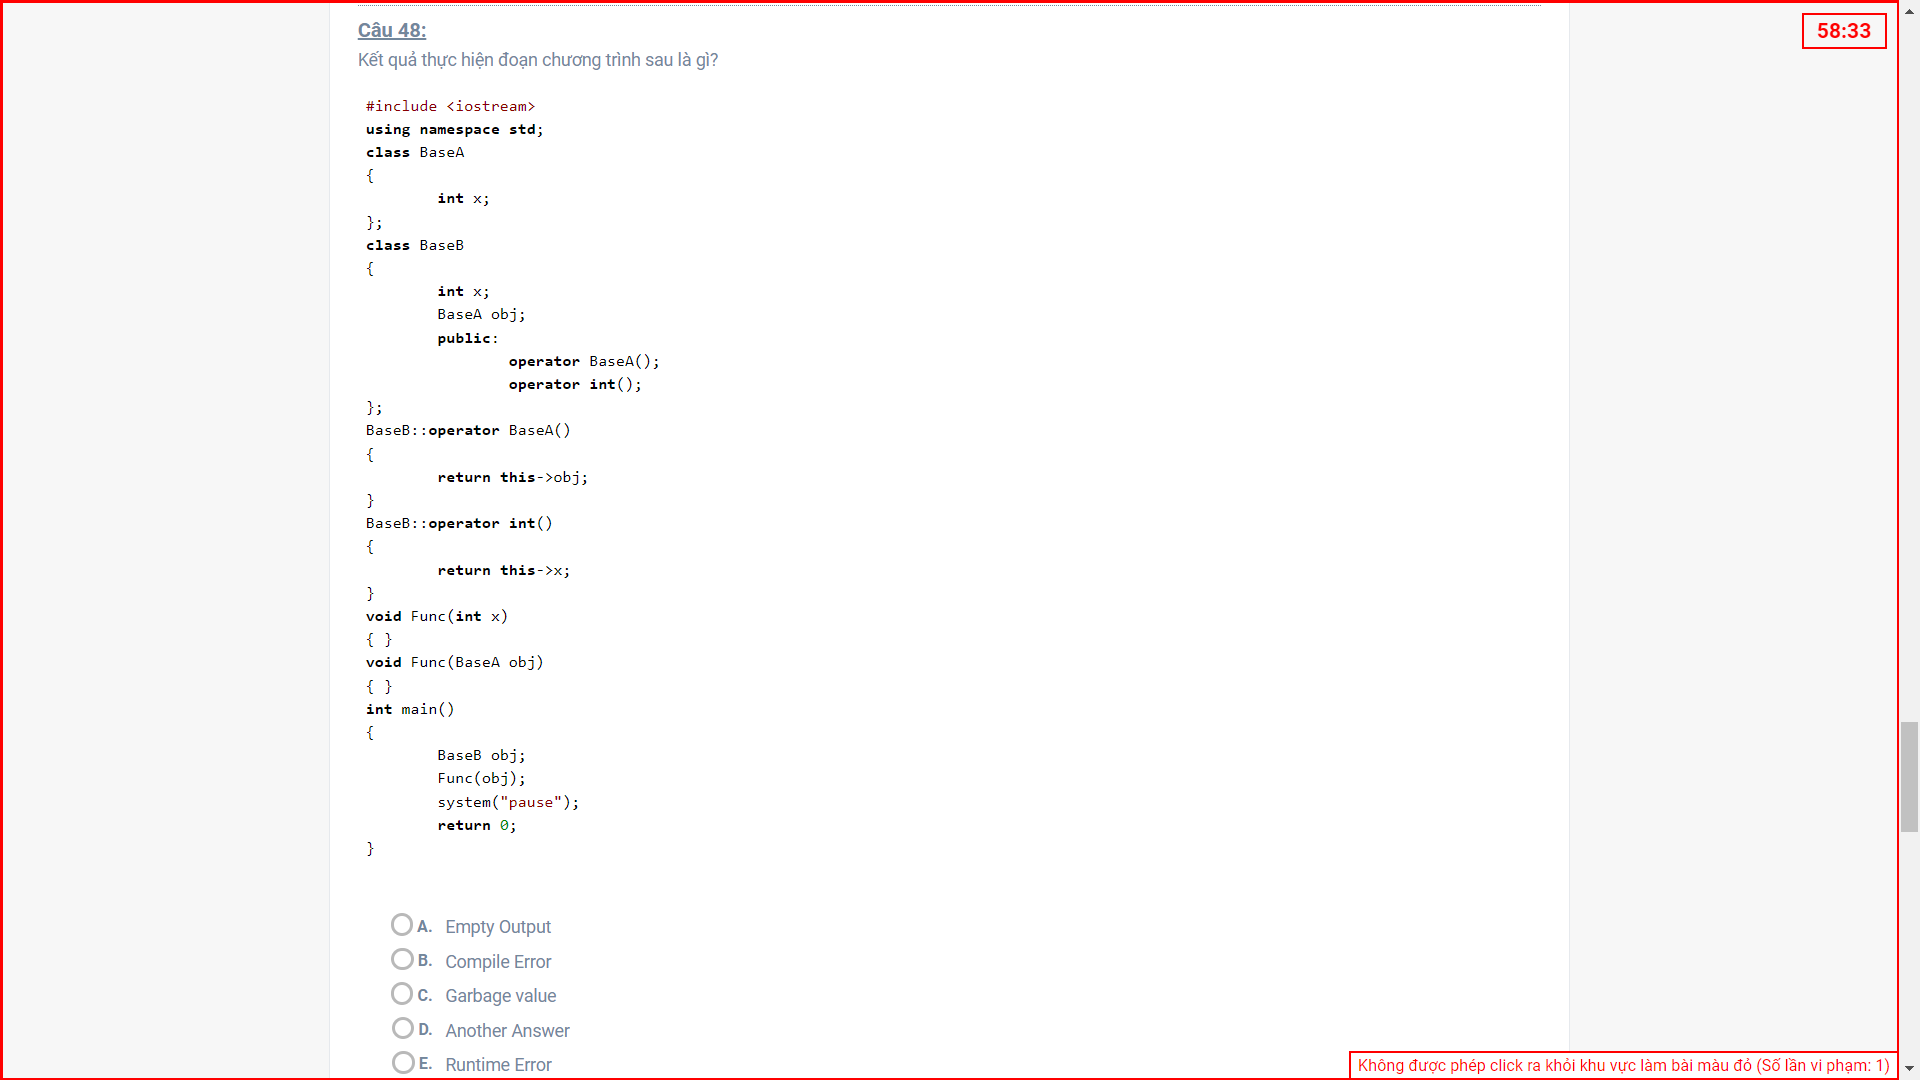 58:33
Câu 48:
Kết quả thực hiện đoạn chương trình sau là gì?
#include <iostream>
using namespace std;
class BaseA
{
        int x;
};
class BaseB
{
        int x;
        BaseA obj;
        public:
                operator BaseA();
                operator int();
};
BaseB::operator BaseA()
{
        return this->obj;
}
BaseB::operator int()
{
        return this->x;
}
void Func(int x)
{ }
void Func(BaseA obj)
{ }
int main()
{
        BaseB obj;
        Func(obj);
        system("pause");
        return 0;
}
A. Empty Output
B. Compile Error
C. Garbage value
D. Another Answer
E. Runtime Error
Không được phép click ra khỏi khu vực làm bài màu đỏ (Số lần vi phạm: 1)